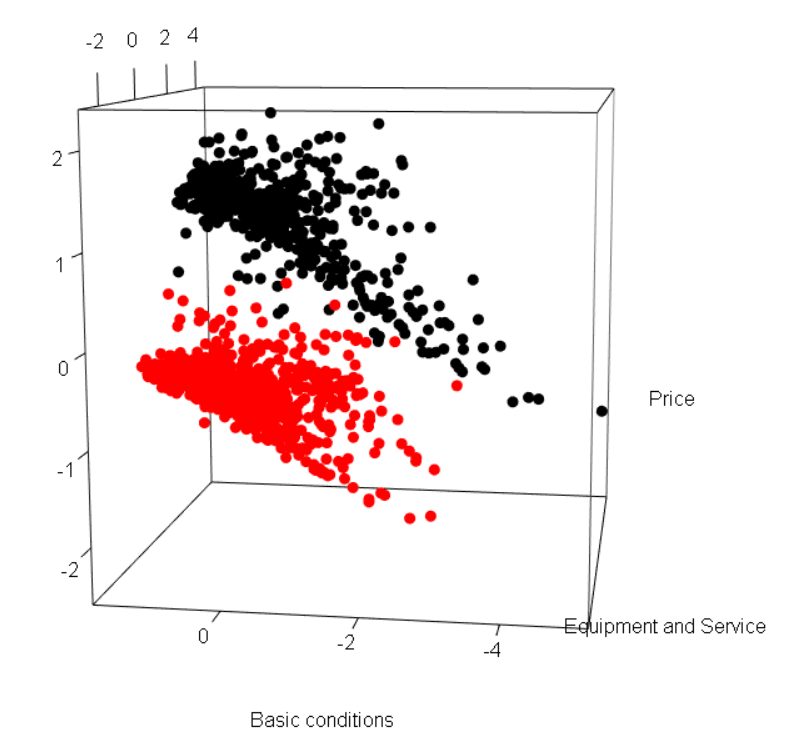 -2 0 2 4
2
1
0
-1
-2
Price
Equipment and Service
0 -2 -4
Basic conditions